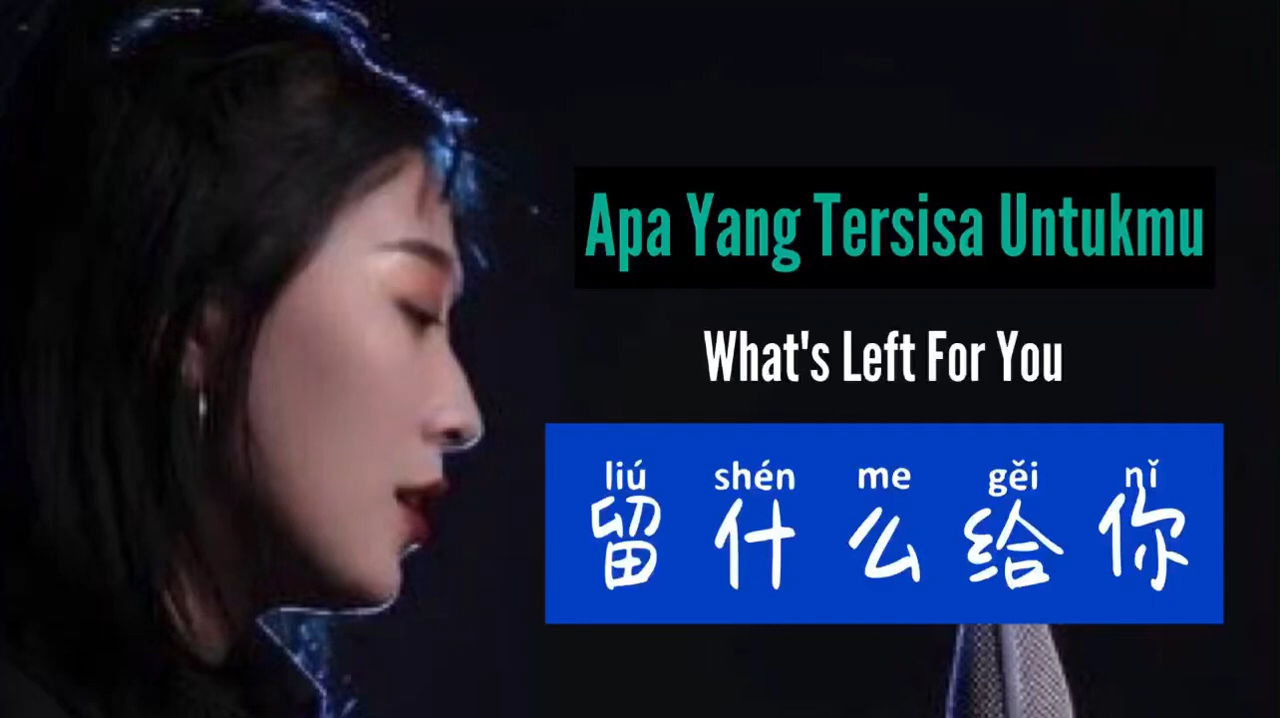 Apa Yang Tersisa Untukmu
What's Left For You
liú shén me gěi nǐ
留什么给你